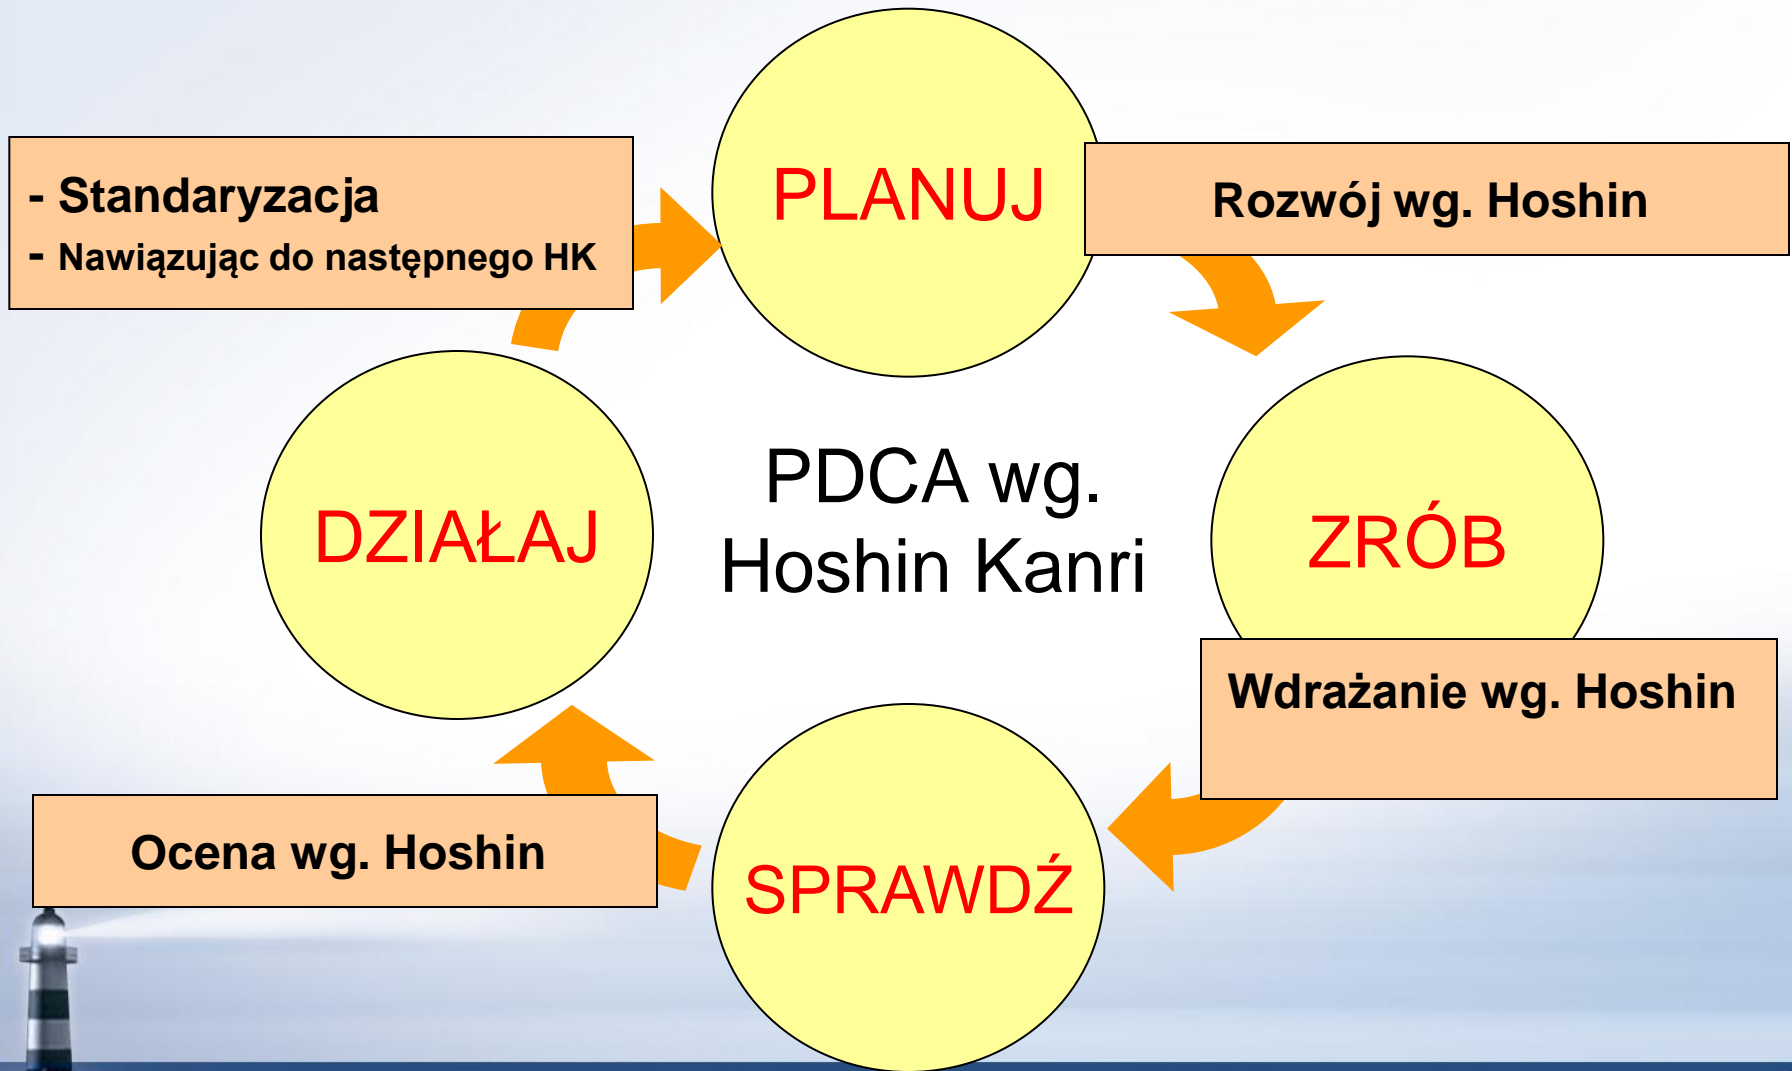 PLANUJ
Rozwój wg. Hoshin
- Standaryzacja
- Nawiązując do następnego HK
PDCA wg.
Hoshin Kanri
DZIAŁAJ
ZRÓB
Wdrażanie wg. Hoshin
Ocena wg. Hoshin
SPRAWDŹ